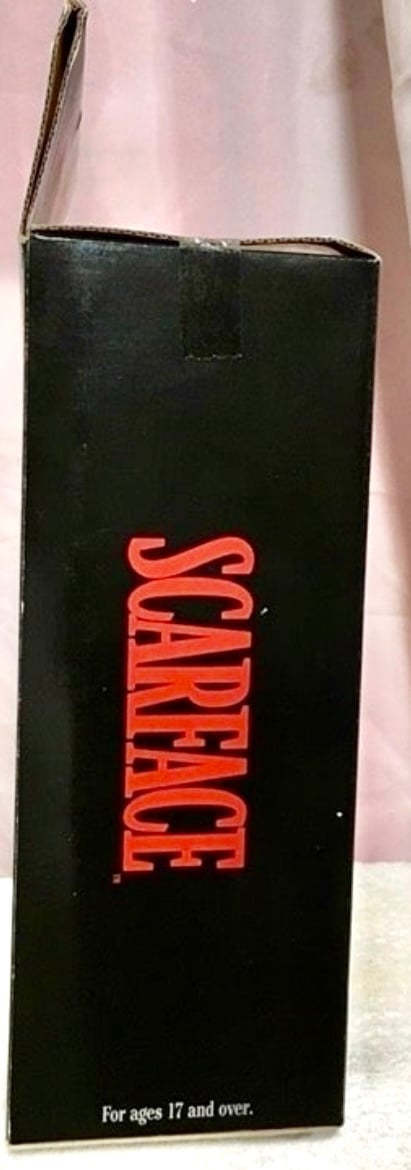 SCARFACE
For ages 17 and over.